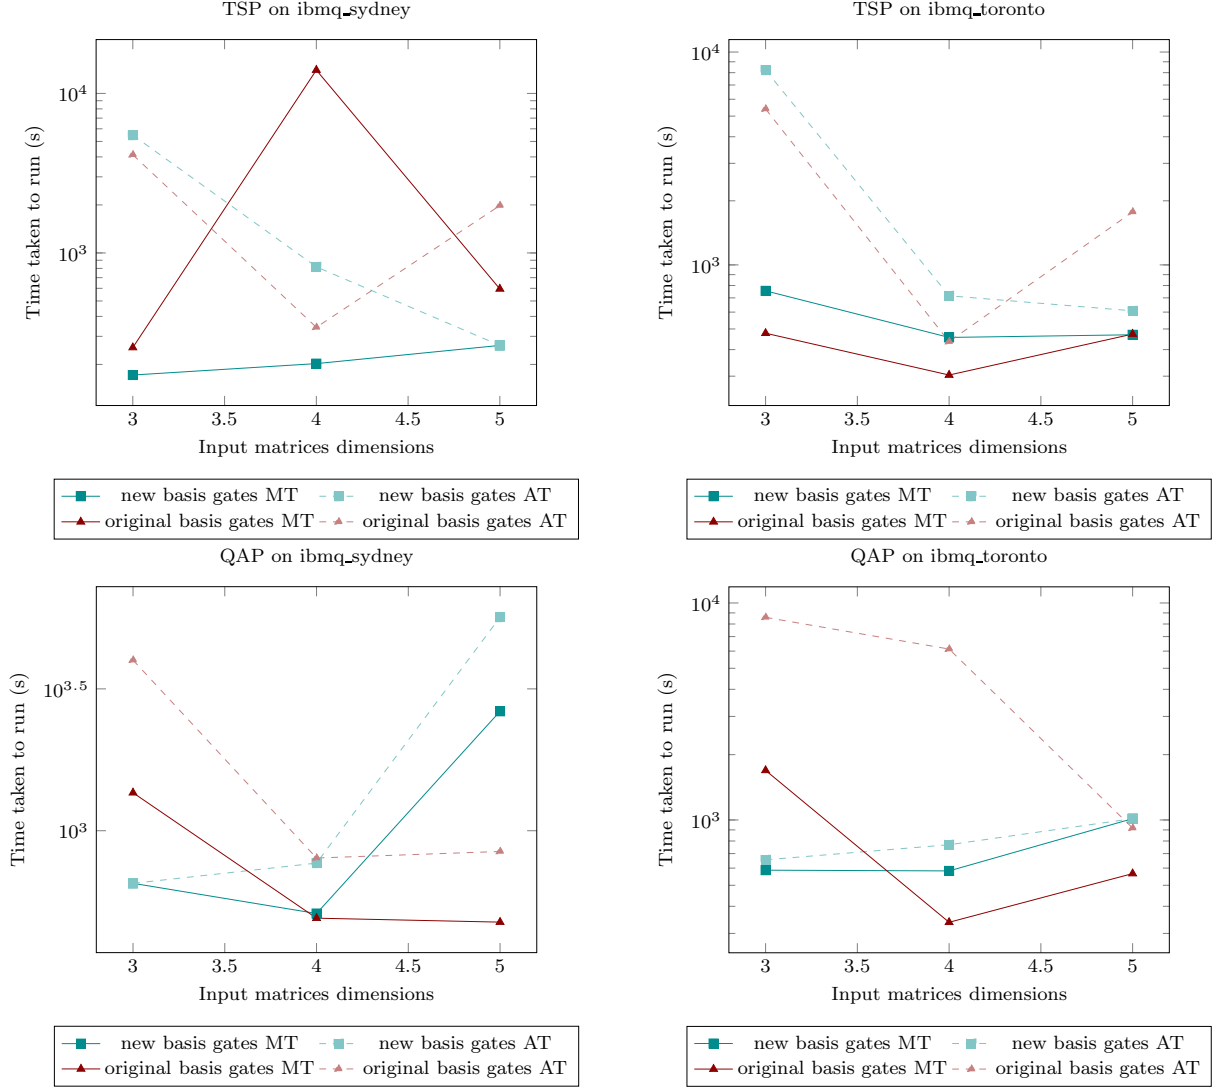 TSP on ibmq_sydney
10^4
10^3
Time taken to run (s)
3 3.5 4 4.5 5
Input matrices dimensions
new basis gates MT new basis gates AT
original basis gates MT original basis gates AT
TSP on ibmq_toronto
10^4
10^3
Time taken to run (s)
3 3.5 4 4.5 5
Input matrices dimensions
new basis gates MT new basis gates AT
original basis gates MT original basis gates AT
QAP on ibmq_sydney
10^3.5
10^3
Time taken to run (s)
3 3.5 4 4.5 5
Input matrices dimensions
new basis gates MT new basis gates AT
original basis gates MT original basis gates AT
QAP on ibmq_toronto
10^4
10^3
Time taken to run (s)
3 3.5 4 4.5 5
Input matrices dimensions
new basis gates MT new basis gates AT
original basis gates MT original basis gates AT